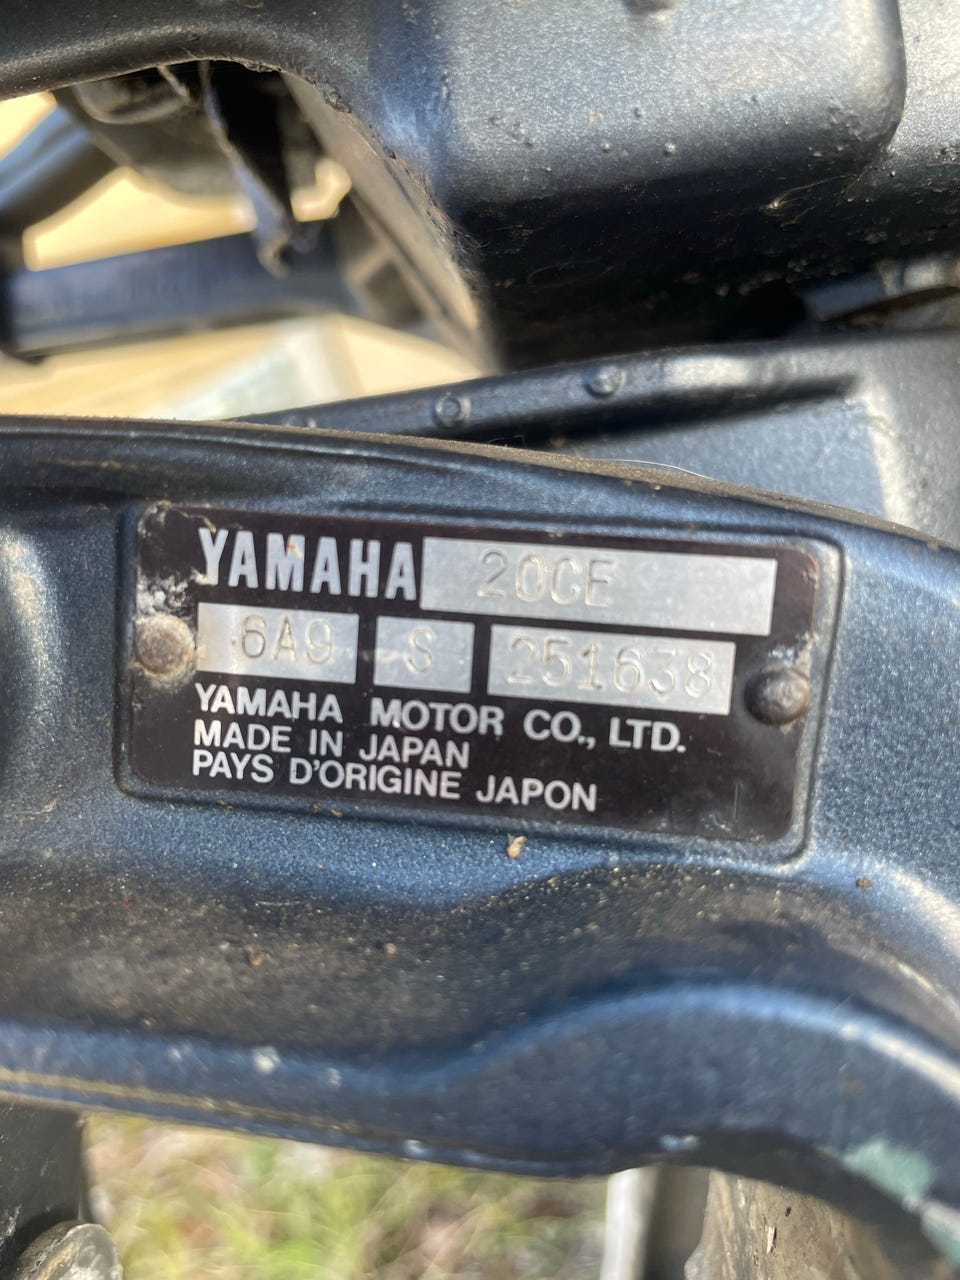 YAMAHA 20CE
6A9 S 251638
YAMAHA MOTOR CO., LTD.
MADE IN JAPAN
PAYS D'ORIGINE JAPON